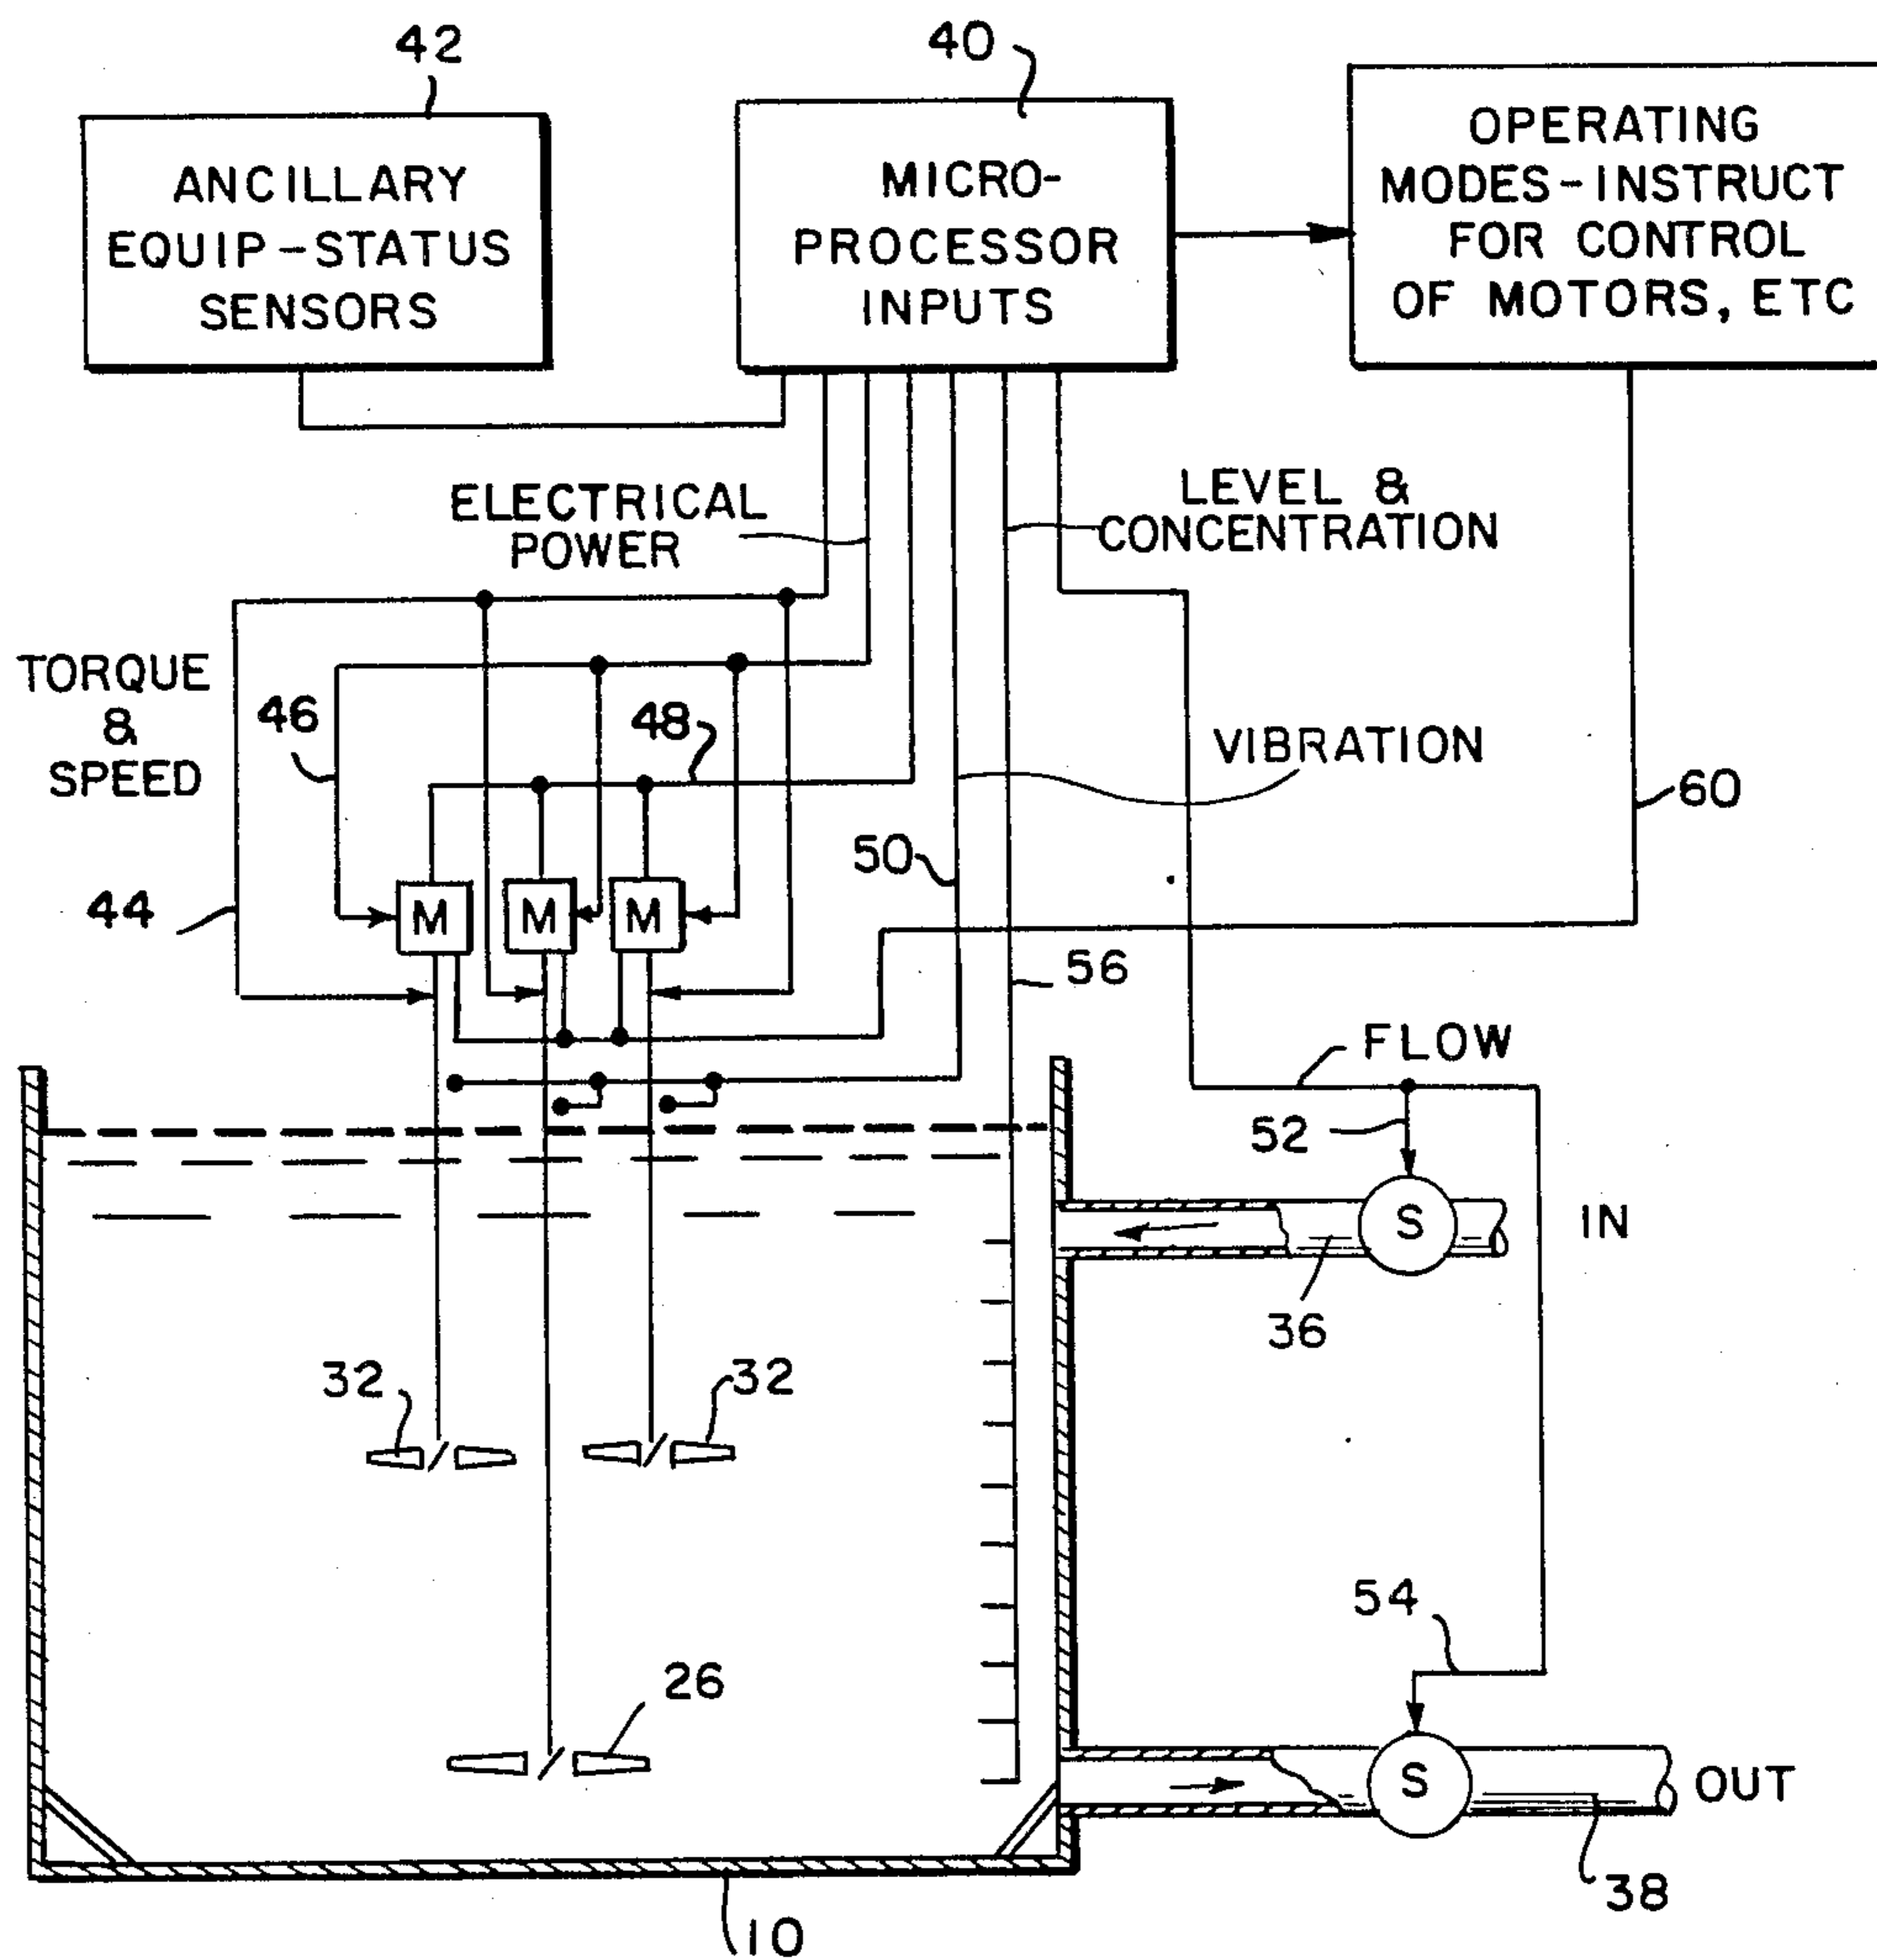 42
40
ANCILLARY
EQUIP-STATUS
SENSORS
MICRO-
PROCESSOR
INPUTS
OPERATING
MODES-INSTRUCT
FOR CONTROL
OF MOTORS, ETC
ELECTRICAL
POWER
LEVEL &
CONCENTRATION
TORQUE
&
SPEED
46
48
VIBRATION
60
50
44
M
M
M
56
FLOW
52
S
IN
36
32
32
54
26
S
OUT
38
10